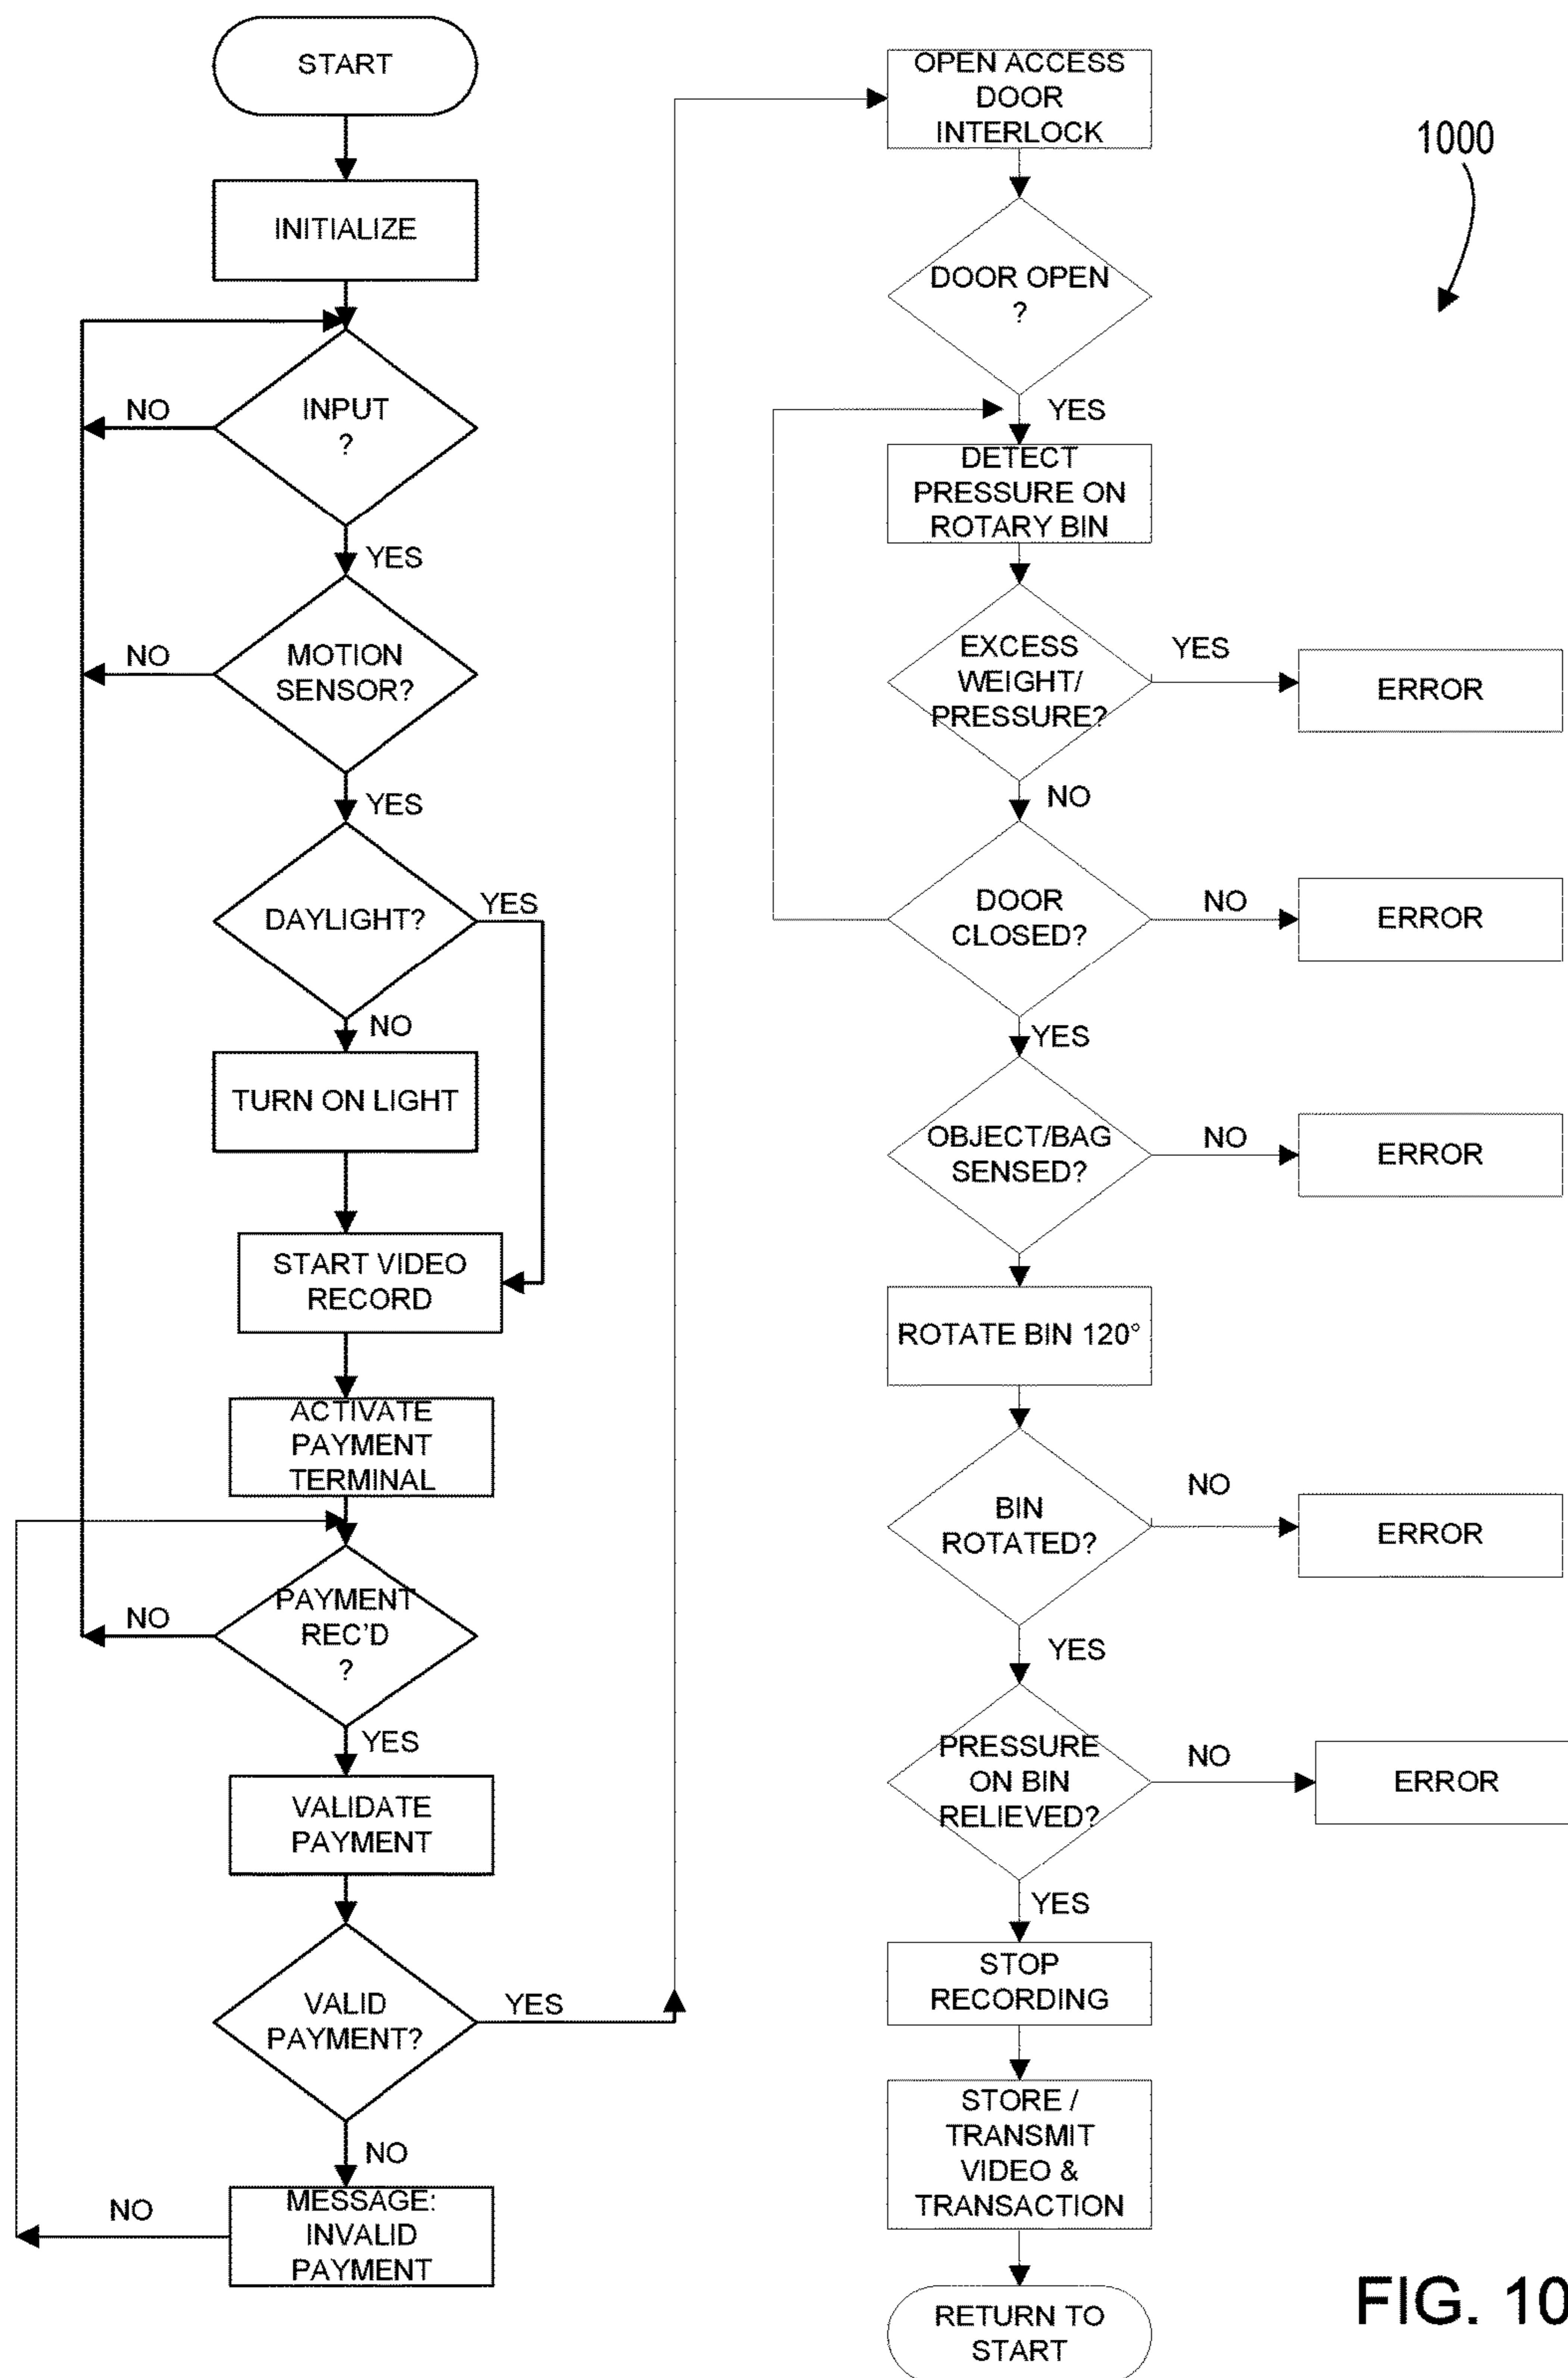 START
INITIALIZE
INPUT
?
NO
YES
MOTION
SENSOR?
NO
YES
DAYLIGHT?
YES
NO
TURN ON LIGHT
START VIDEO
RECORD
ACTIVATE
PAYMENT
TERMINAL
PAYMENT
REC'D
?
NO
YES
VALIDATE
PAYMENT
VALID
PAYMENT?
YES
NO
MESSAGE:
INVALID
PAYMENT
NO
OPEN ACCESS
DOOR
INTERLOCK
DOOR OPEN
?
YES
DETECT
PRESSURE ON
ROTARY BIN
EXCESS
WEIGHT/
PRESSURE?
YES
ERROR
NO
DOOR
CLOSED?
NO
ERROR
YES
OBJECT/BAG
SENSED?
NO
ERROR
ROTATE BIN 120°
BIN
ROTATED?
NO
ERROR
YES
PRESSURE
ON BIN
RELIEVED?
NO
ERROR
YES
STOP
RECORDING
STORE /
TRANSMIT
VIDEO &
TRANSACTION
RETURN TO
START
1000
FIG. 10